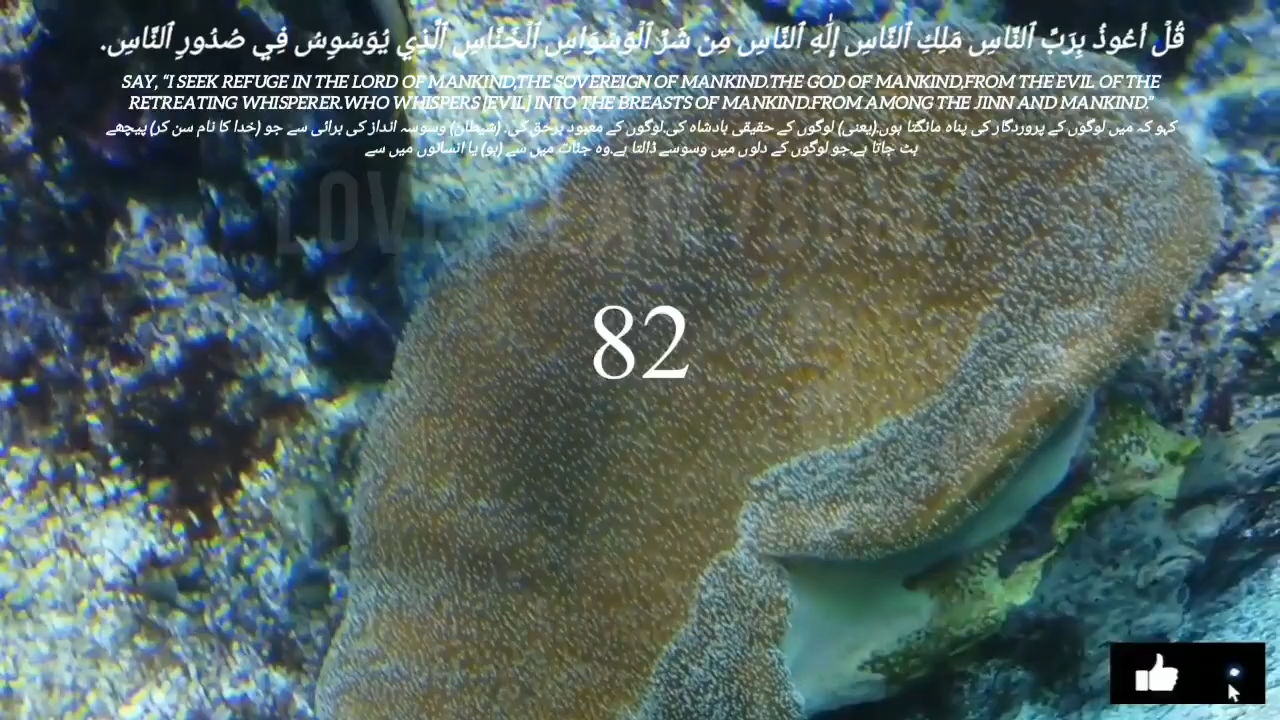 قُلْ أَعُوذُ بِرَبِّ ٱلنَّاسِ مَلِكِ ٱلنَّاسِ إِلَٰهِ ٱلنَّاسِ مِن شَرِّ ٱلْوَسْوَاسِ ٱلْخَنَّاسِ ٱلَّذِي يُوَسْوِسُ فِي صُدُورِ ٱلنَّاسِ.
SAY, “I SEEK REFUGE IN THE LORD OF MANKIND,THE SOVEREIGN OF MANKIND.THE GOD OF MANKIND,FROM THE EVIL OF THE
RETREATING WHISPERER.WHO WHISPERS [EVIL] INTO THE BREASTS OF MANKIND.FROM AMONG THE JINN AND MANKIND.”
کہو کہ میں لوگوں کے پروردگار کی پناہ مانگتا ہوں.(یعنی) لوگوں کے حقیقی بادشاہ کی.لوگوں کے معبود برحق کی. (شیطان) وسوسہ انداز کی برائی سے جو (خدا کا نام سن کر) پیچھے
ہٹ جاتا ہے.جو لوگوں کے دلوں میں وسوسے ڈالتا ہے.وہ جنّات میں سے (ہو) یا انسانوں میں سے
82